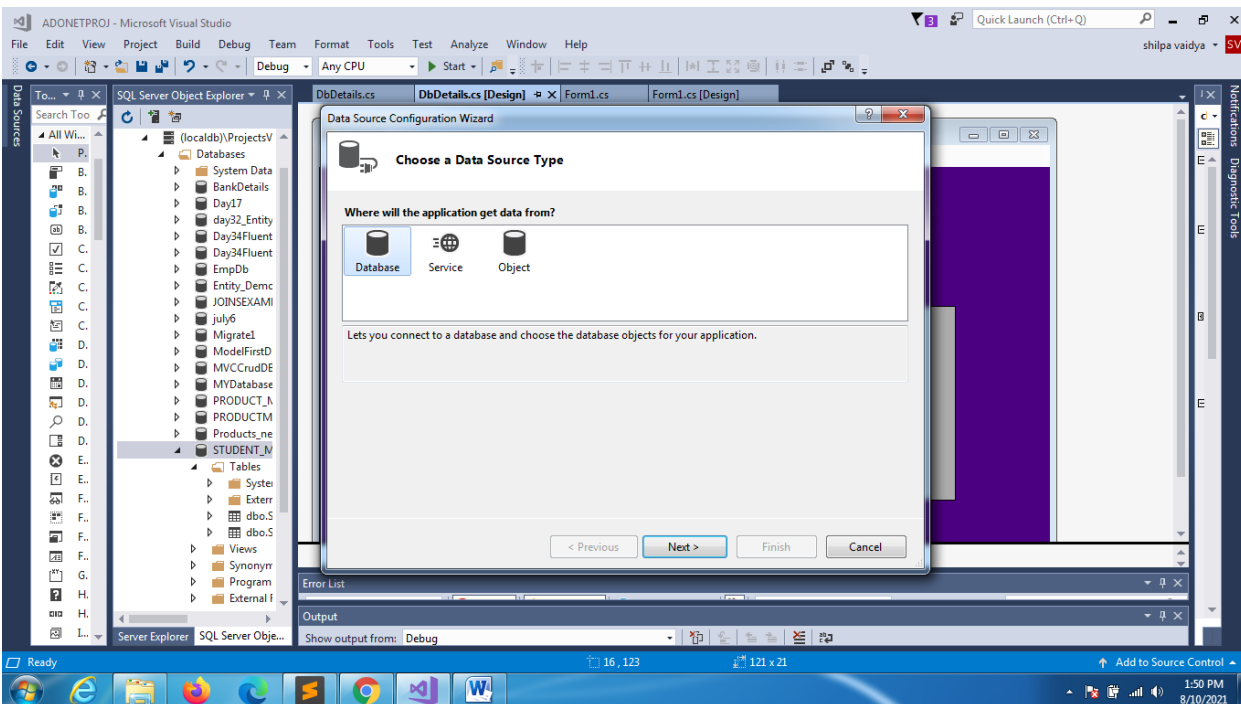 ADONETPROJ - Microsoft Visual Studio
3
Quick Launch (Ctrl+Q)
File Edit View Project Build Debug Team Format Tools Test Analyze Window Help
shilpa vaidya
SV
Debug
Any CPU
Start
Data Sources
To...
Search Too
All Wi...
P.
B.
B.
B.
B.
C.
C.
C.
C.
C.
D.
D.
D.
D.
D.
D.
E..
E..
F..
F..
F..
F..
G.
H.
H.
I...
SQL Server Object Explorer
(localdb)\ProjectsV
Databases
System Data
BankDetails
Day17
day32_Entity
Day34Fluent
Day34Fluent
EmpDb
Entity_Demc
JOINSEXAMI
july6
Migrate1
ModelFirstD
MVCCrudDE
MYDatabase
PRODUCT_N
PRODUCTM
Products_ne
STUDENT_M
Tables
Syster
Exterr
dbo.S
dbo.S
Views
Synonym
Program
External F
Server Explorer
SQL Server Obje...
DbDetails.cs
DbDetails.cs [Design]
Form1.cs
Form1.cs [Design]
Data Source Configuration Wizard
Choose a Data Source Type
Where will the application get data from?
Database
Service
Object
Lets you connect to a database and choose the database objects for your application.
< Previous
Next >
Finish
Cancel
Error List
Output
Show output from: Debug
Notifications
Diagnostic Tools
Ready
16 , 123
121 x 21
Add to Source Control
1:50 PM
8/10/2021